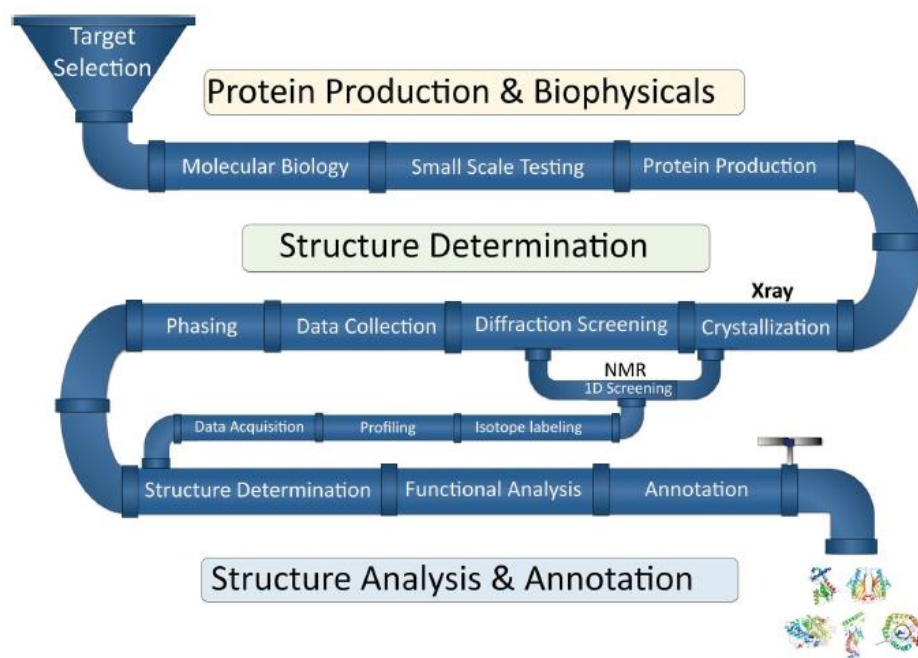 Target
Selection
Protein Production & Biophysicals
Molecular Biology
Small Scale Testing
Protein Production
Structure Determination
Xray
Phasing
Data Collection
Diffraction Screening
Crystallization
NMR
1D Screening
Data Acquisition
Profiling
Isotope labeling
Structure Determination
Functional Analysis
Annotation
Structure Analysis & Annotation